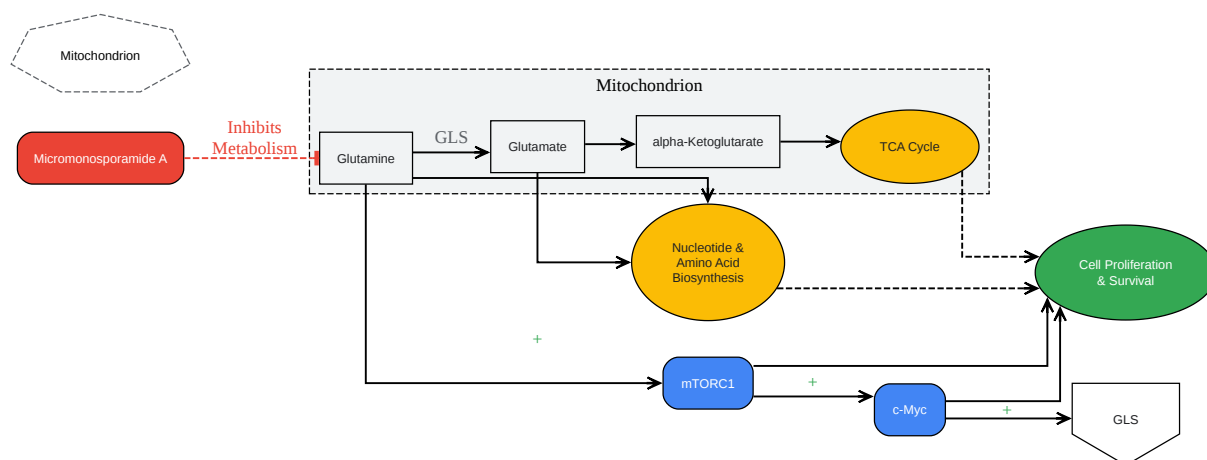 Mitochondrion
Mitochondrion
Inhibits
Metabolism
Micromonosporamide A
Glutamine
GLS
Glutamate
alpha-Ketoglutarate
TCA Cycle
Nucleotide &
Amino Acid
Biosynthesis
Cell Proliferation
& Survival
+
mTORC1
+
c-Myc
+
GLS